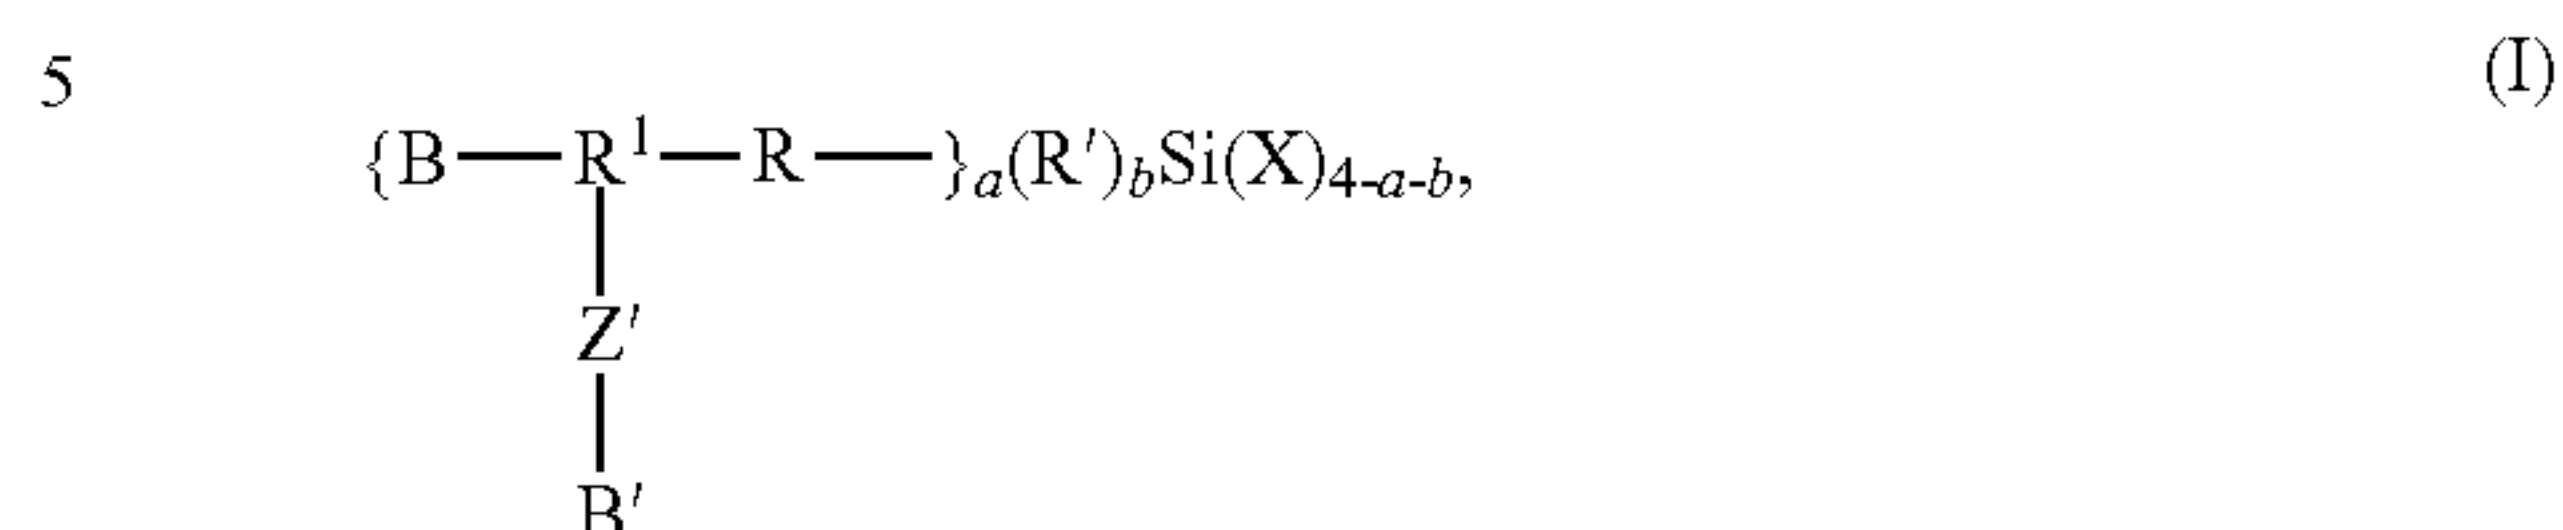 5 (I)
{B—R¹—R—}a(R′)bSi(X)4-a-b,
Z′
B′